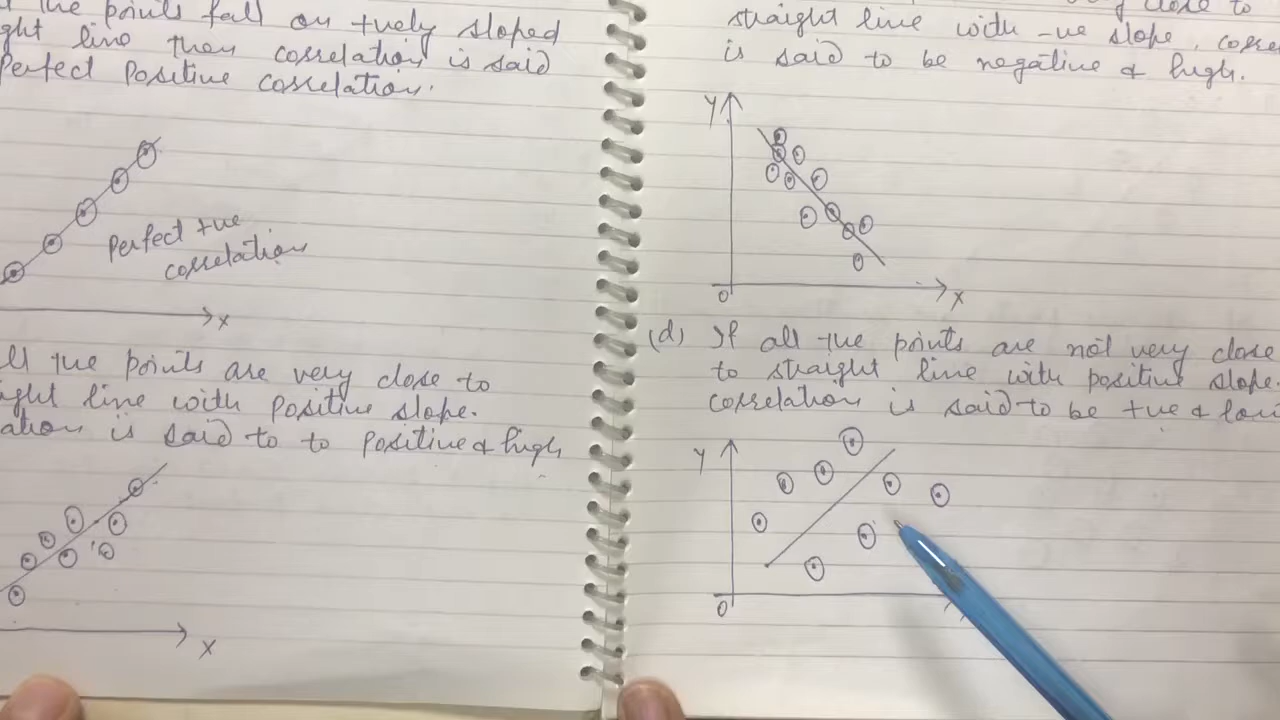 the points fall on +vely sloped
ght line then correlation is said
Perfect Positive correlation.
Perfect +ve
correlation
X
ll the points are very close to
ight line with positive slope.
ation is said to to positive & high
X
close to
straight line with -ve slope, corre
is said to be negative & high.
Y
O
X
(d) If all the points are not very close
to straight line with positive slope.
correlation is said to be +ve & low
Y
O